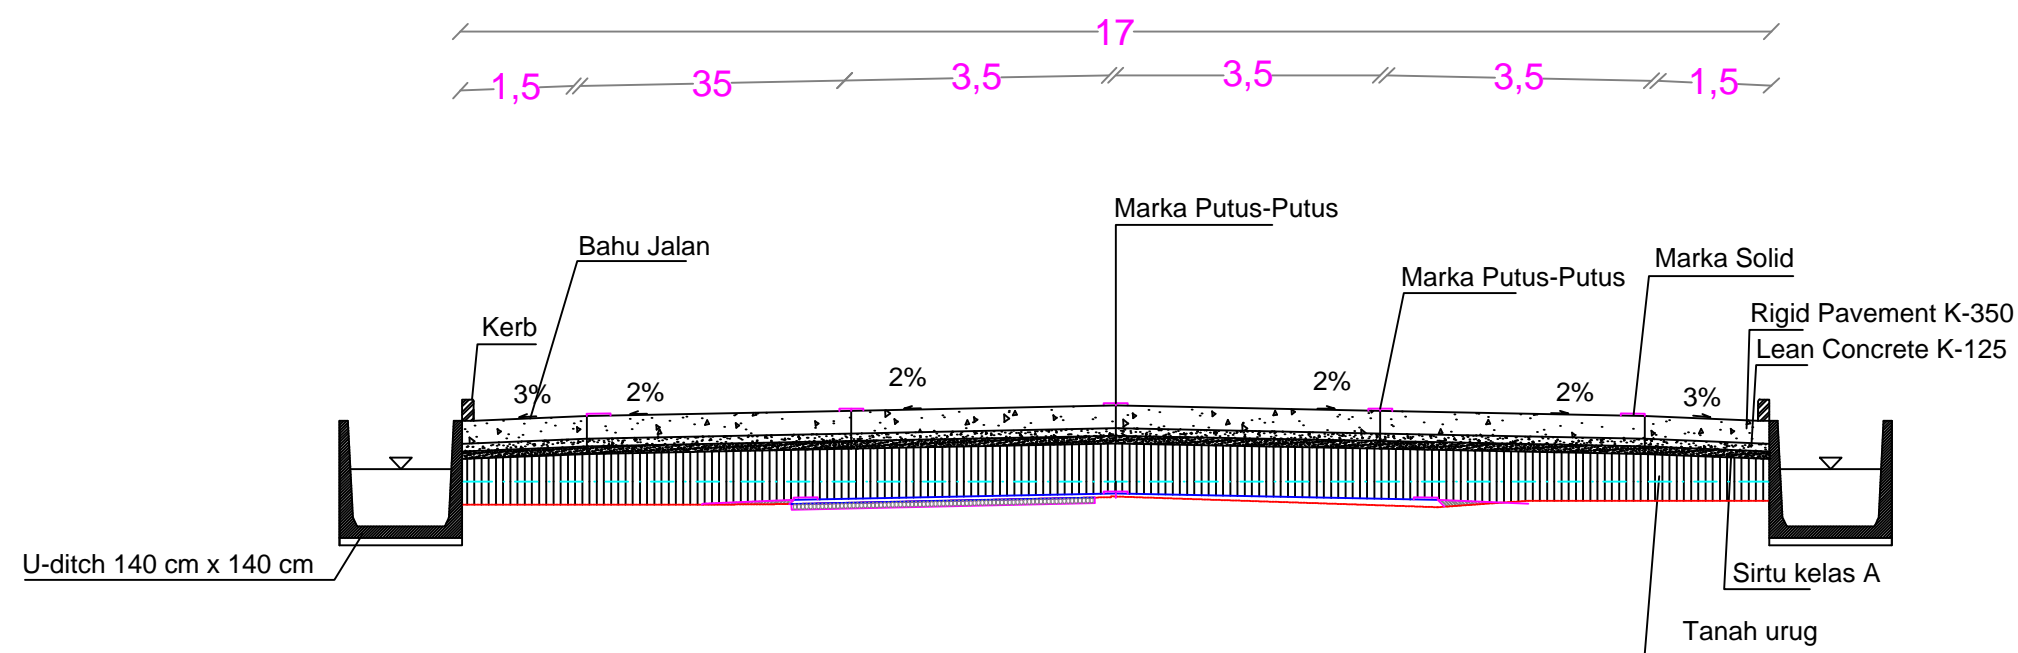 17
1,5 35 3,5 3,5 3,5 1,5
Marka Putus-Putus
Bahu Jalan
Marka Solid
Marka Putus-Putus
Rigid Pavement K-350
Kerb
Lean Concrete K-125
3% 2% 2% 2% 2% 3%
U-ditch 140 cm x 140 cm
Sirtu kelas A
Tanah urug